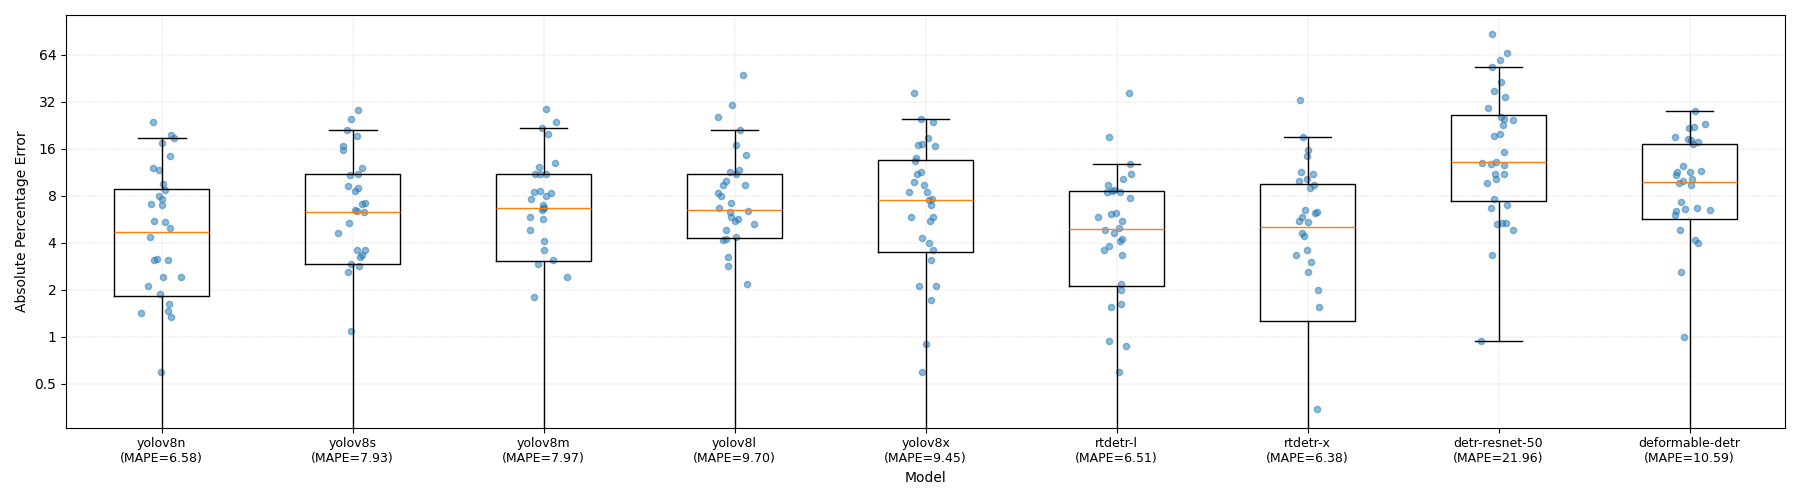 Absolute Percentage Error
64
32
16
8
4
2
1
0.5
yolov8n
(MAPE=6.58)
yolov8s
(MAPE=7.93)
yolov8m
(MAPE=7.97)
yolov8l
(MAPE=9.70)
yolov8x
(MAPE=9.45)
rtdetr-l
(MAPE=6.51)
rtdetr-x
(MAPE=6.38)
detr-resnet-50
(MAPE=21.96)
deformable-detr
(MAPE=10.59)
Model